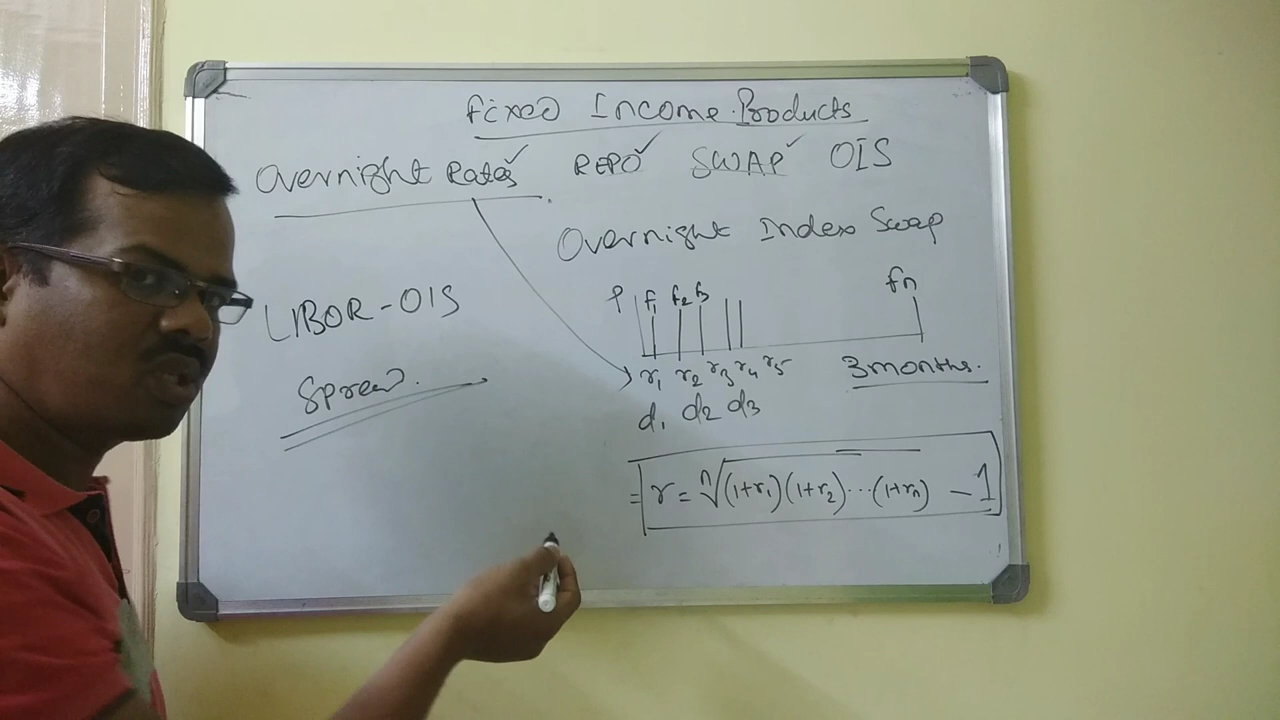 Fixed Income Products
Overnight Rates REPO SWAP OIS
Overnight Index Swap
P f1 f2 f3 fn
LIBOR-OIS
Spread.
r1 r2 r3 r4 r5 3months.
d1 d2 d3
= r = n√(1+r1)(1+r2)...(1+rn) - 1